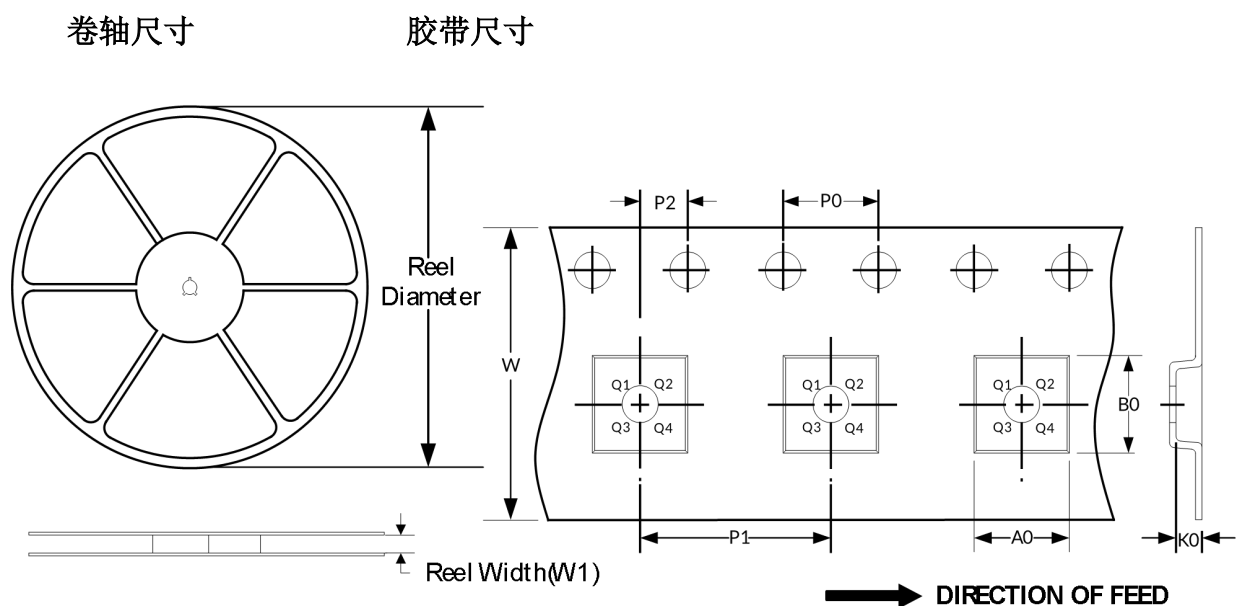 卷轴尺寸
胶带尺寸
P2
P0
Reel
Diameter
W
Q1 Q2
Q3 Q4
Q1 Q2
Q3 Q4
Q1 Q2
Q3 Q4
B0
P1
A0
K0
Reel Width(W1)
DIRECTION OF FEED